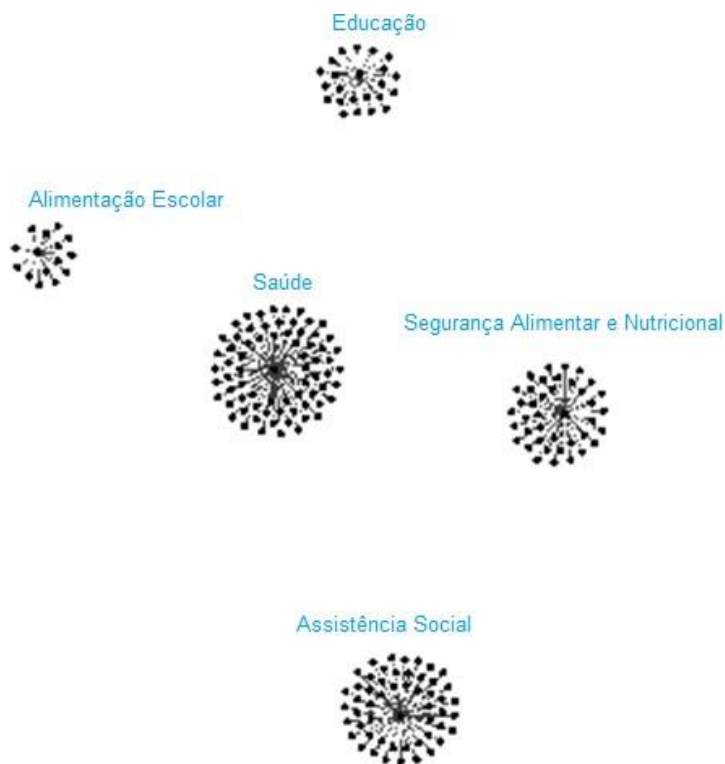 Educação
Alimentação Escolar
Saúde
Segurança Alimentar e Nutricional
Assistência Social